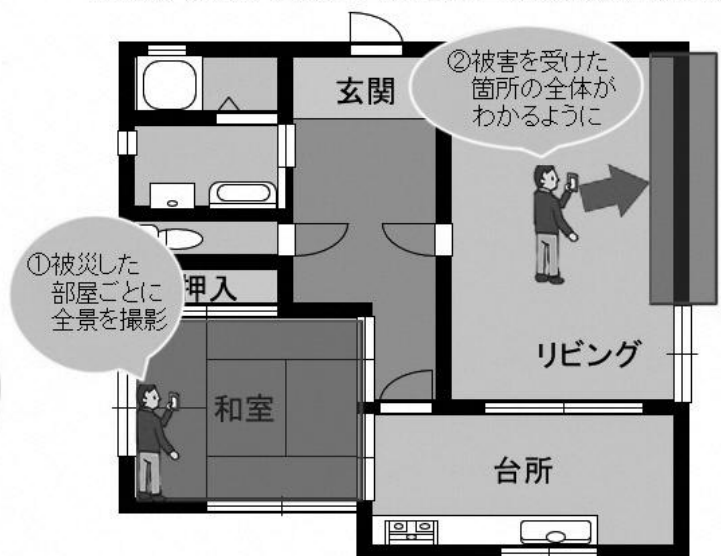 玄関
②被害を受けた
箇所の全体が
わかるように
①被災した
部屋ごとに
全景を撮影
押入
リビング
和室
台所